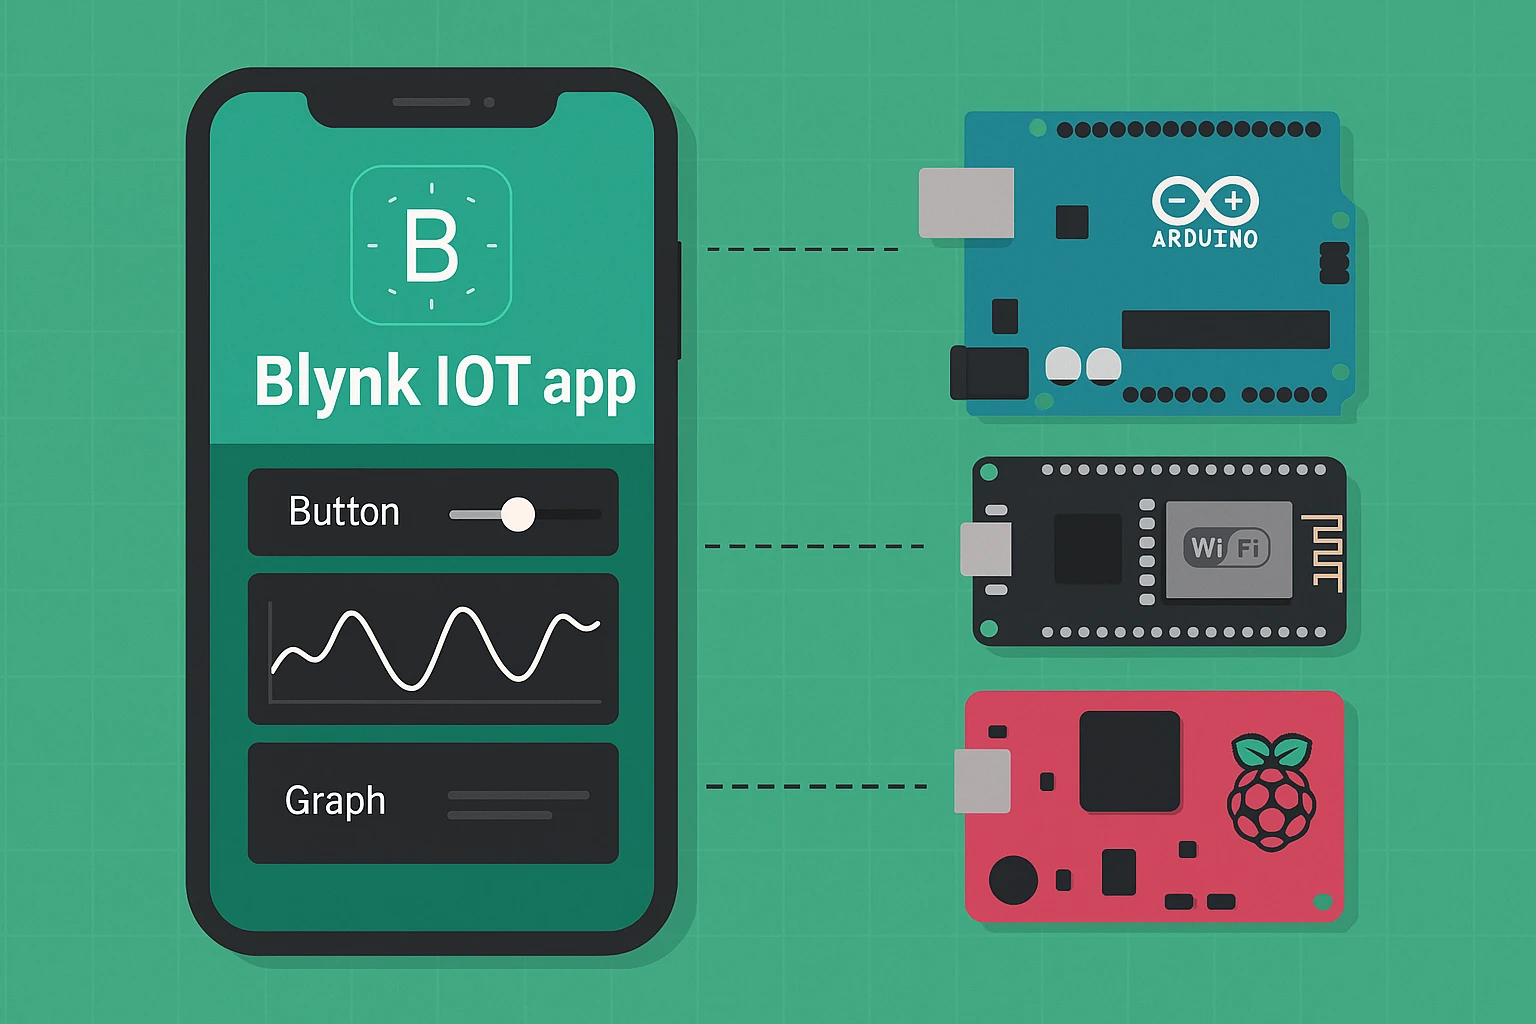 B
Blynk IOT app
Button
Graph
ARDUINO
Wi Fi